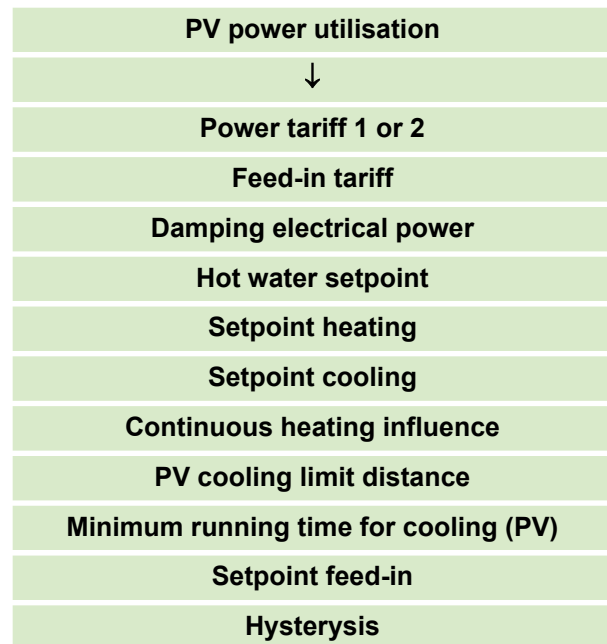 PV power utilisation
↓
Power tariff 1 or 2
Feed-in tariff
Damping electrical power
Hot water setpoint
Setpoint heating
Setpoint cooling
Continuous heating influence
PV cooling limit distance
Minimum running time for cooling (PV)
Setpoint feed-in
Hysterysis